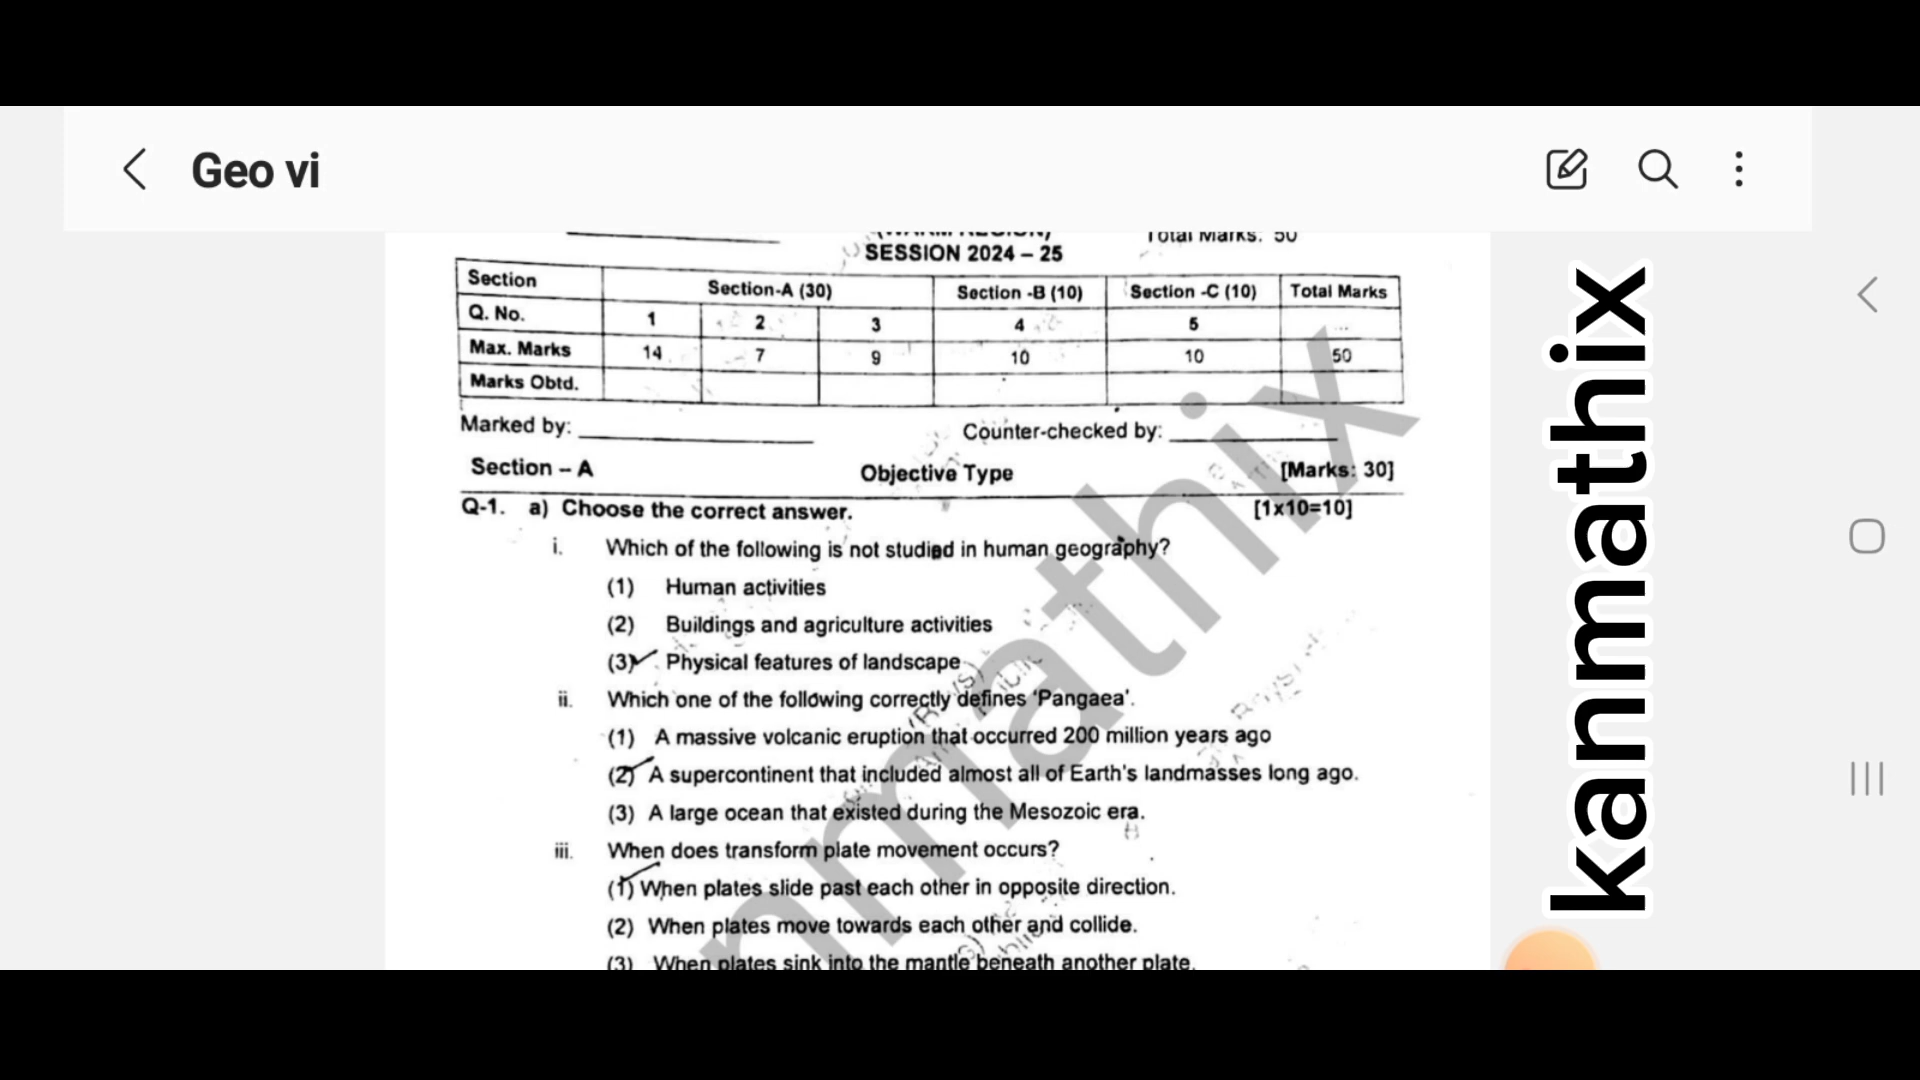 Geo vi
(WARM REGION)
Total Marks: 50
SESSION 2024 – 25
Section Section-A (30) Section -B (10) Section -C (10) Total Marks
Q. No. 1 2 3 4 5
Max. Marks 14 7 9 10 10 50
Marks Obtd.
Marked by: Counter-checked by:
Section – A Objective Type [Marks: 30]
Q-1. a) Choose the correct answer. [1x10=10]
i. Which of the following is not studied in human geography?
(1) Human activities
(2) Buildings and agriculture activities
(3) Physical features of landscape
ii. Which one of the following correctly defines 'Pangaea'.
(1) A massive volcanic eruption that occurred 200 million years ago
(2) A supercontinent that included almost all of Earth's landmasses long ago.
(3) A large ocean that existed during the Mesozoic era.
iii. When does transform plate movement occurs?
(1) When plates slide past each other in opposite direction.
(2) When plates move towards each other and collide.
(3) When plates sink into the mantle beneath another plate.
nmathix
kanmathix